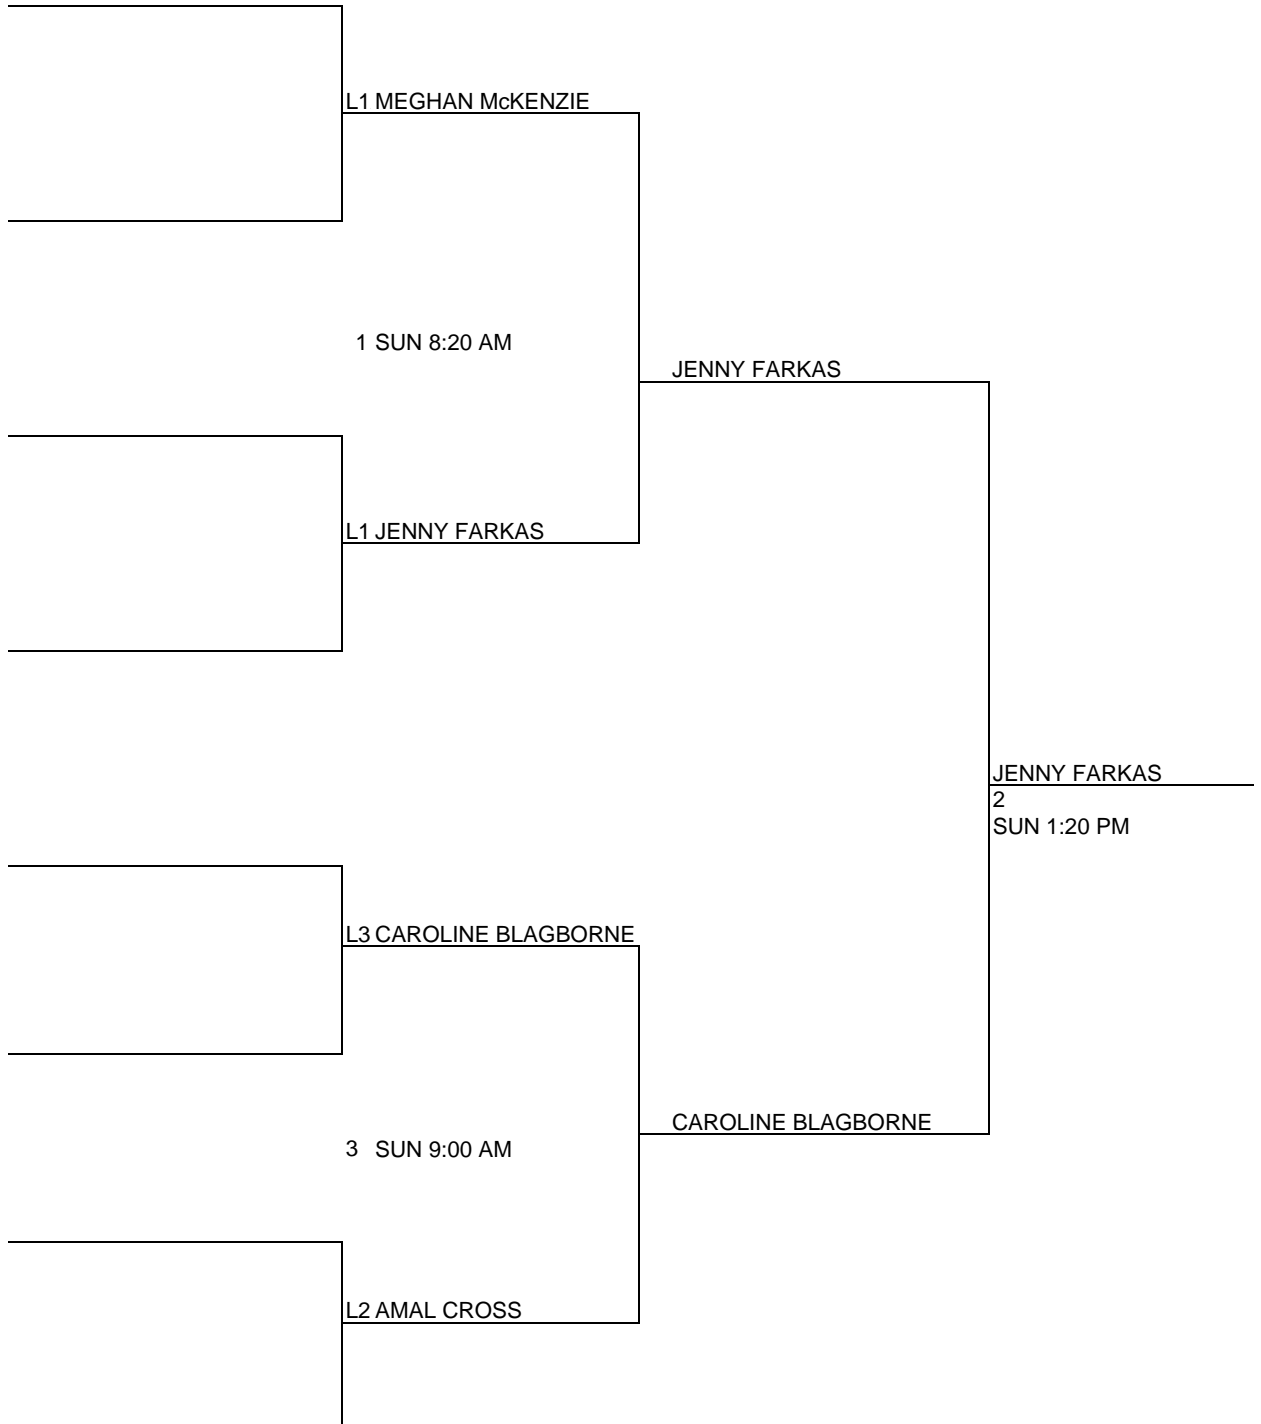 L1 MEGHAN McKENZIE
1 SUN 8:20 AM
JENNY FARKAS
L1 JENNY FARKAS
JENNY FARKAS
2
SUN 1:20 PM
L3 CAROLINE BLAGBORNE
CAROLINE BLAGBORNE
3 SUN 9:00 AM
L2 AMAL CROSS